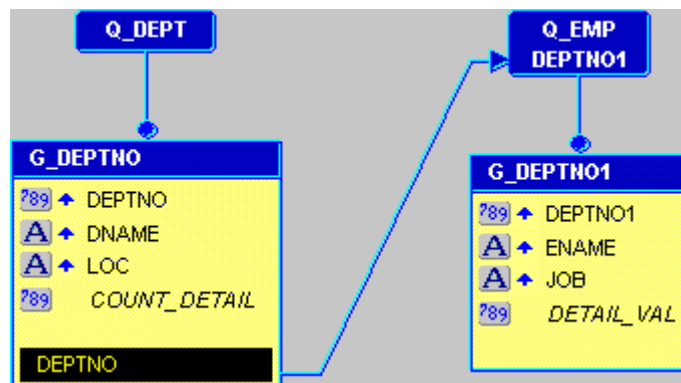 Q_DEPT
Q_EMP
DEPTNO1
G_DEPTNO
789 DEPTNO
A DNAME
A LOC
789 COUNT_DETAIL
DEPTNO
G_DEPTNO1
789 DEPTNO1
A ENAME
A JOB
789 DETAIL_VAL